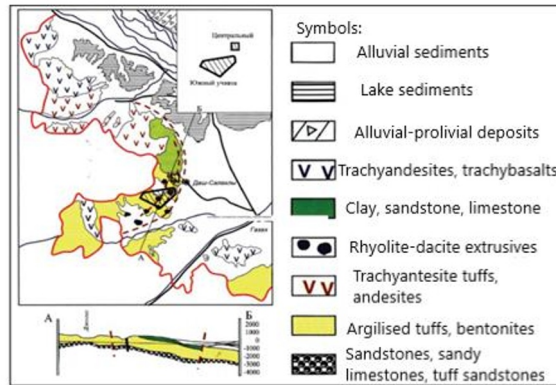 Центральный
Южный участок
Б
Даш-Салахлы
Газах
А
А
Б
2000
1000
0
-1000
-2000
-3000
-4000
Symbols:
Alluvial sediments
Lake sediments
Alluvial-prolivial deposits
Trachyandesites, trachybasalts
Clay, sandstone, limestone
Rhyolite-dacite extrusives
Trachyantesite tuffs,
andesites
Argilised tuffs, bentonites
Sandstones, sandy
limestones, tuff sandstones